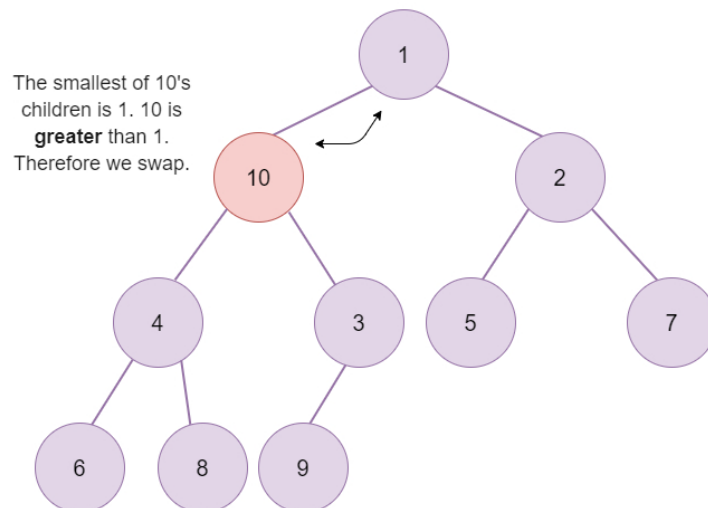 1
The smallest of 10's
children is 1. 10 is
greater than 1.
Therefore we swap.
10
2
4
3
5
7
6
8
9